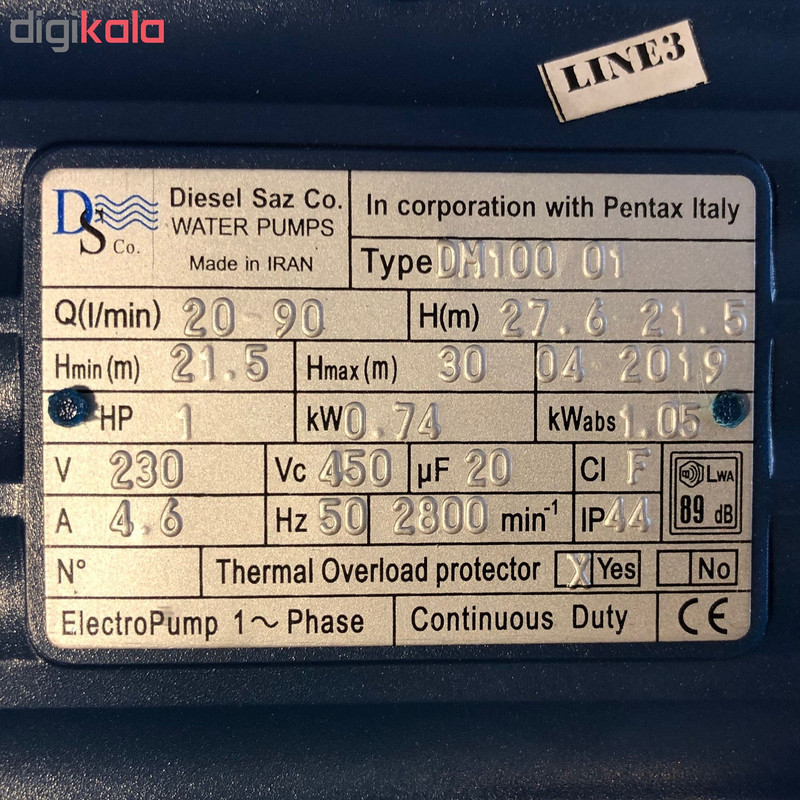 digikala
LINE3
DS Co.
Diesel Saz Co.
WATER PUMPS
Made in IRAN
In corporation with Pentax Italy
Type DM100 01
Q(l/min) 20-90 H(m) 27.6 21.5
Hmin (m) 21.5 Hmax (m) 30 04 2019
HP 1 kW 0.74 kWabs 1.05
V 230 Vc 450 µF 20 Cl F
LWA
89 dB
A 4.6 Hz 50 2800 min-1 IP 44
N° Thermal Overload protector X Yes No
ElectroPump 1~ Phase Continuous Duty CE